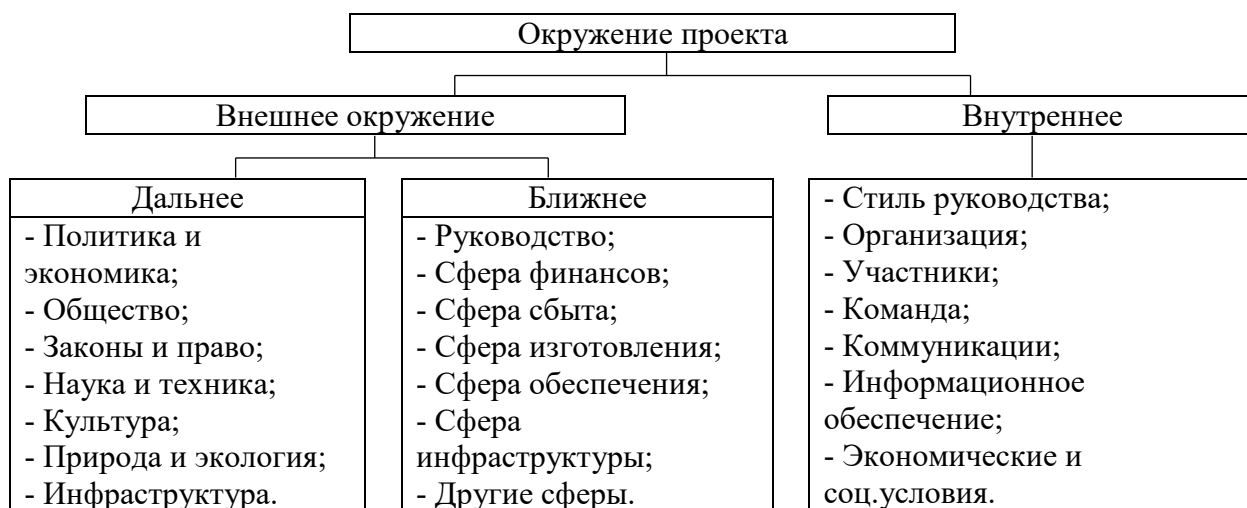 Окружение проекта
Внешнее окружение
Внутреннее
Дальнее
- Политика и
экономика;
- Общество;
- Законы и право;
- Наука и техника;
- Культура;
- Природа и экология;
- Инфраструктура.
Ближнее
- Руководство;
- Сфера финансов;
- Сфера сбыта;
- Сфера изготовления;
- Сфера обеспечения;
- Сфера
инфраструктуры;
- Другие сферы.
- Стиль руководства;
- Организация;
- Участники;
- Команда;
- Коммуникации;
- Информационное
обеспечение;
- Экономические и
соц.условия.